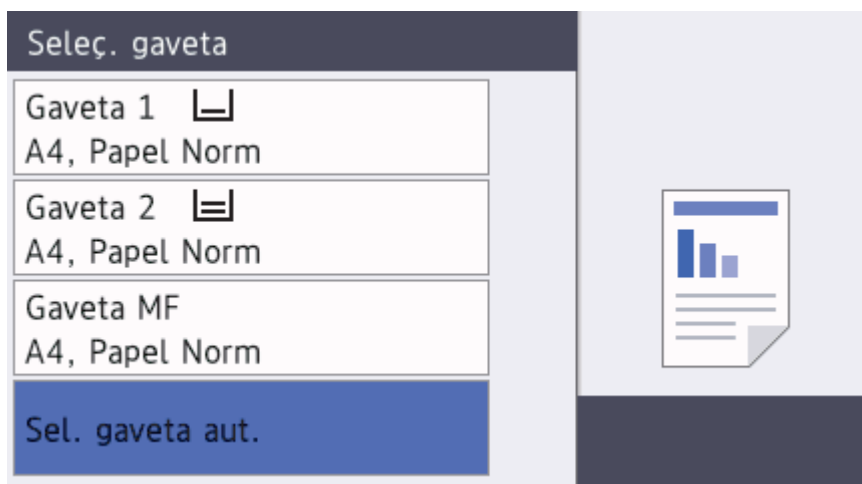 Seleç. gaveta
Gaveta 1
A4, Papel Norm
Gaveta 2
A4, Papel Norm
Gaveta MF
A4, Papel Norm
Sel. gaveta aut.